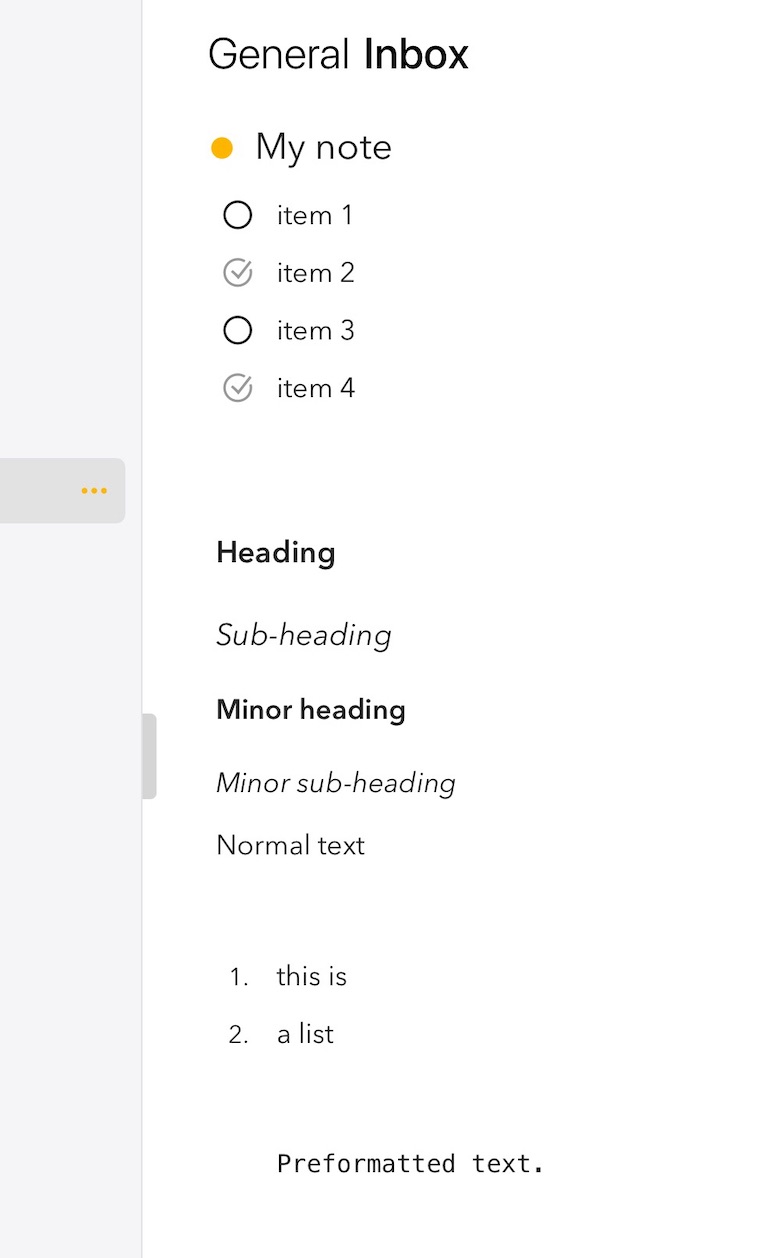 General Inbox
My note
item 1
item 2
item 3
item 4
Heading
Sub-heading
Minor heading
Minor sub-heading
Normal text
1. this is
2. a list
Preformatted text.